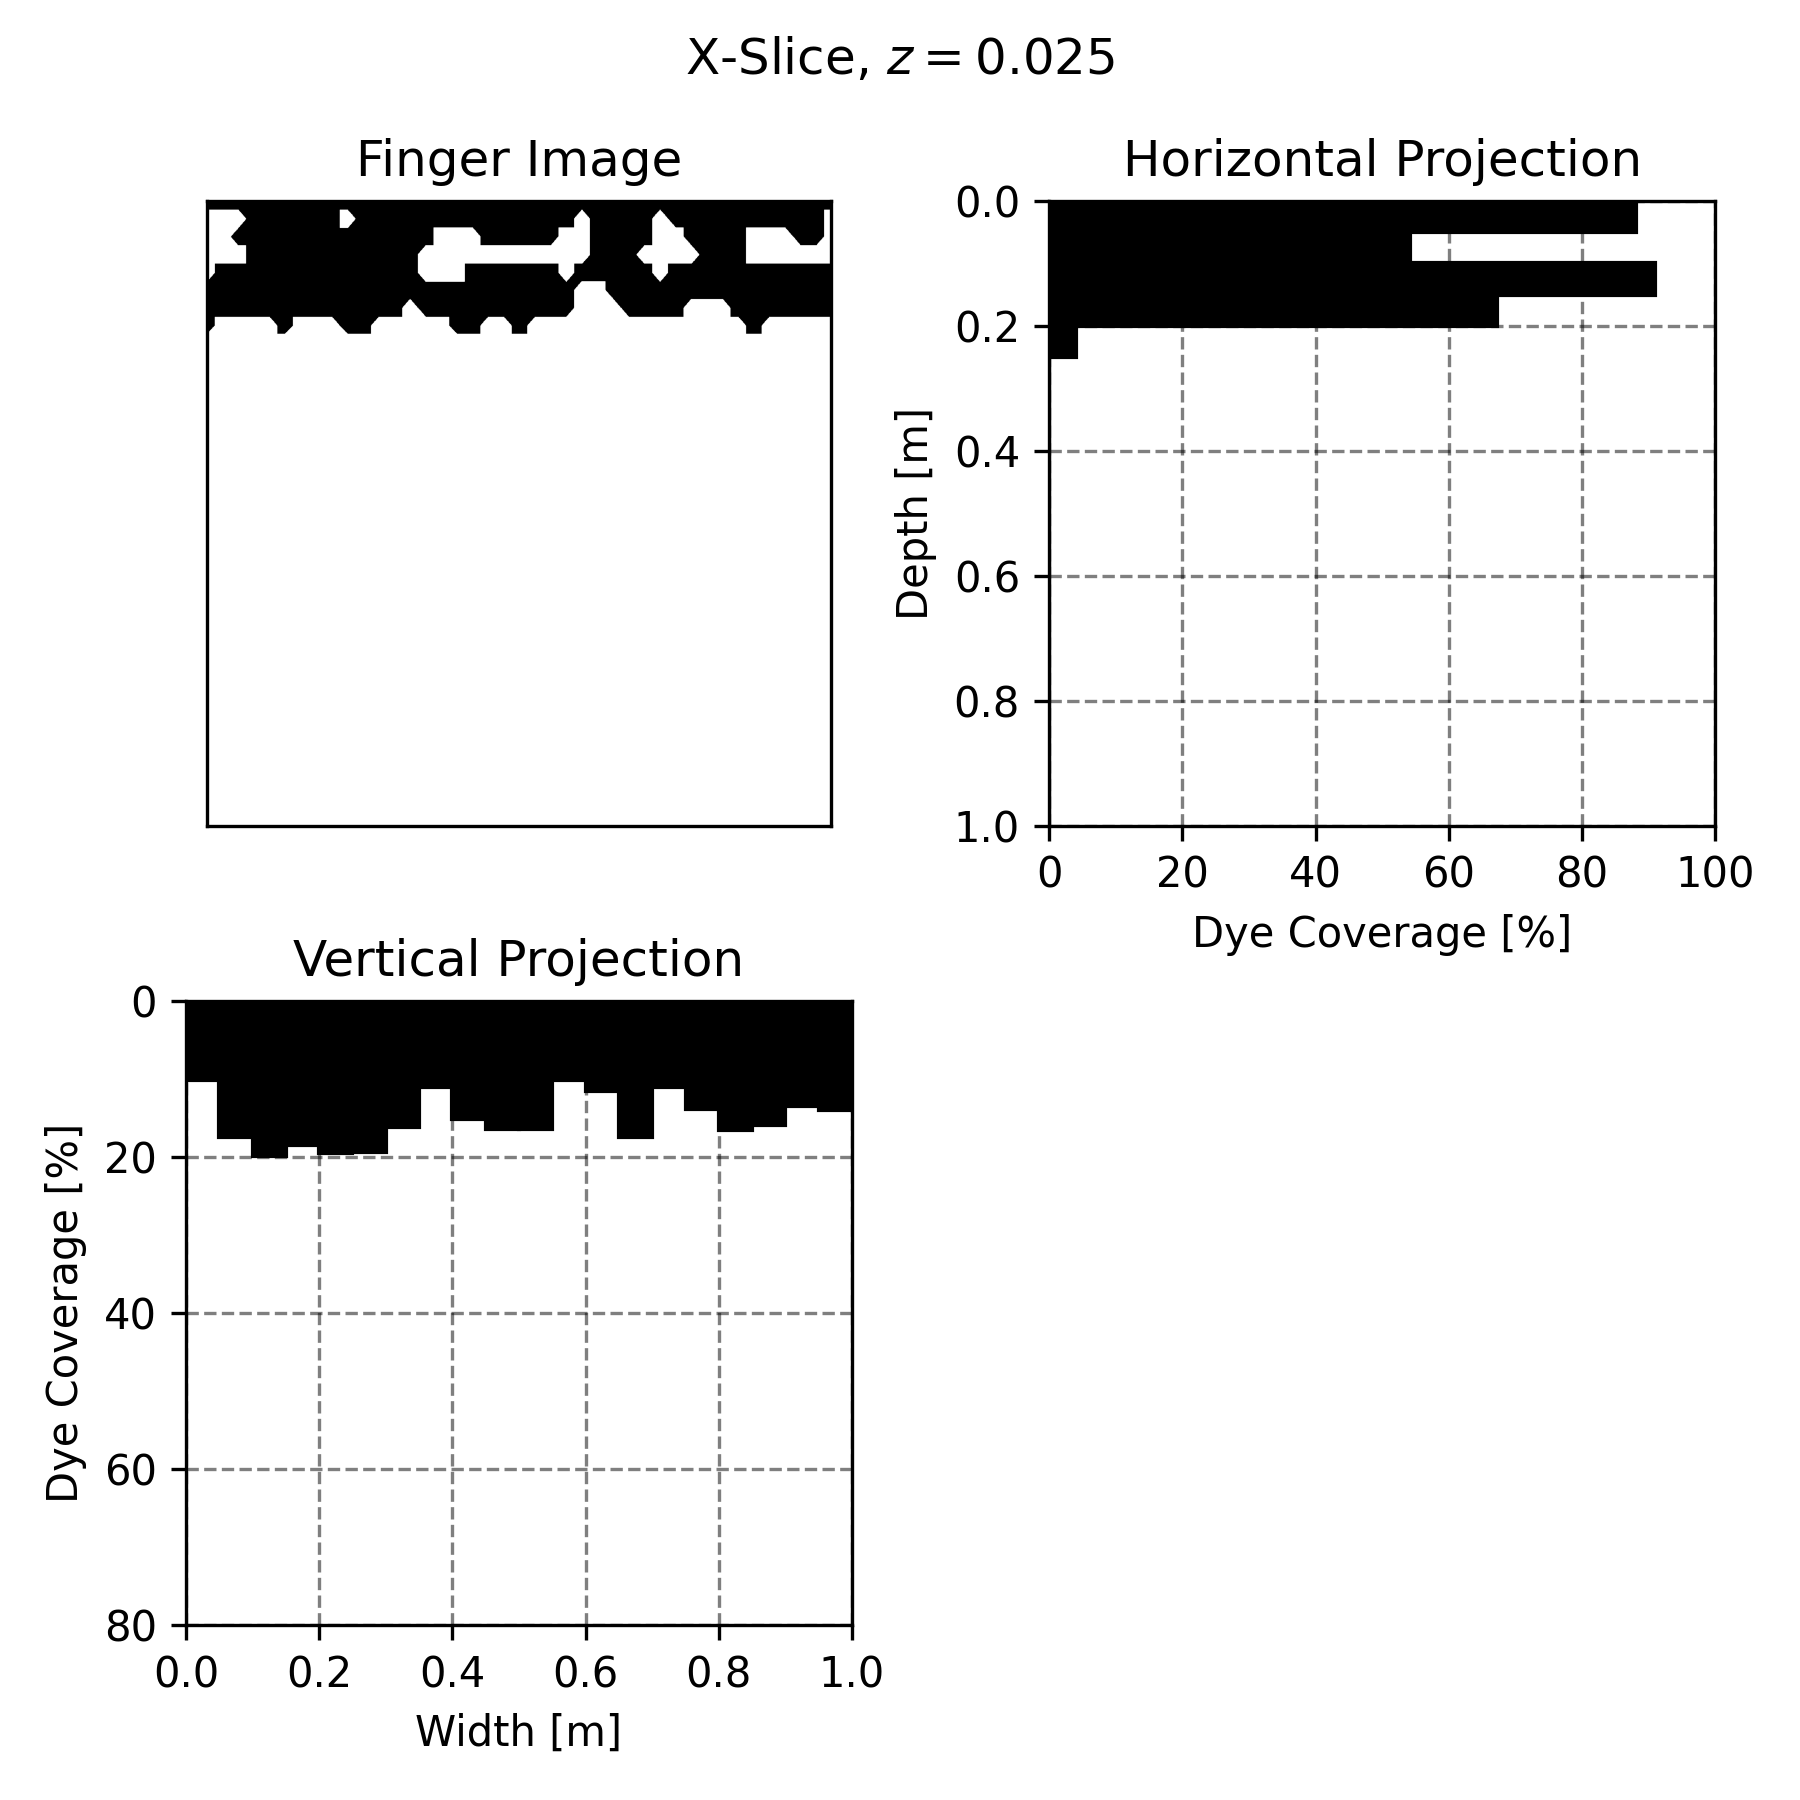 X-Slice, z = 0.025
Finger Image
Horizontal Projection
0.0
0.2
0.4
0.6
0.8
1.0
Depth [m]
0 20 40 60 80 100
Dye Coverage [%]
Vertical Projection
0
20
40
60
80
Dye Coverage [%]
0.0 0.2 0.4 0.6 0.8 1.0
Width [m]